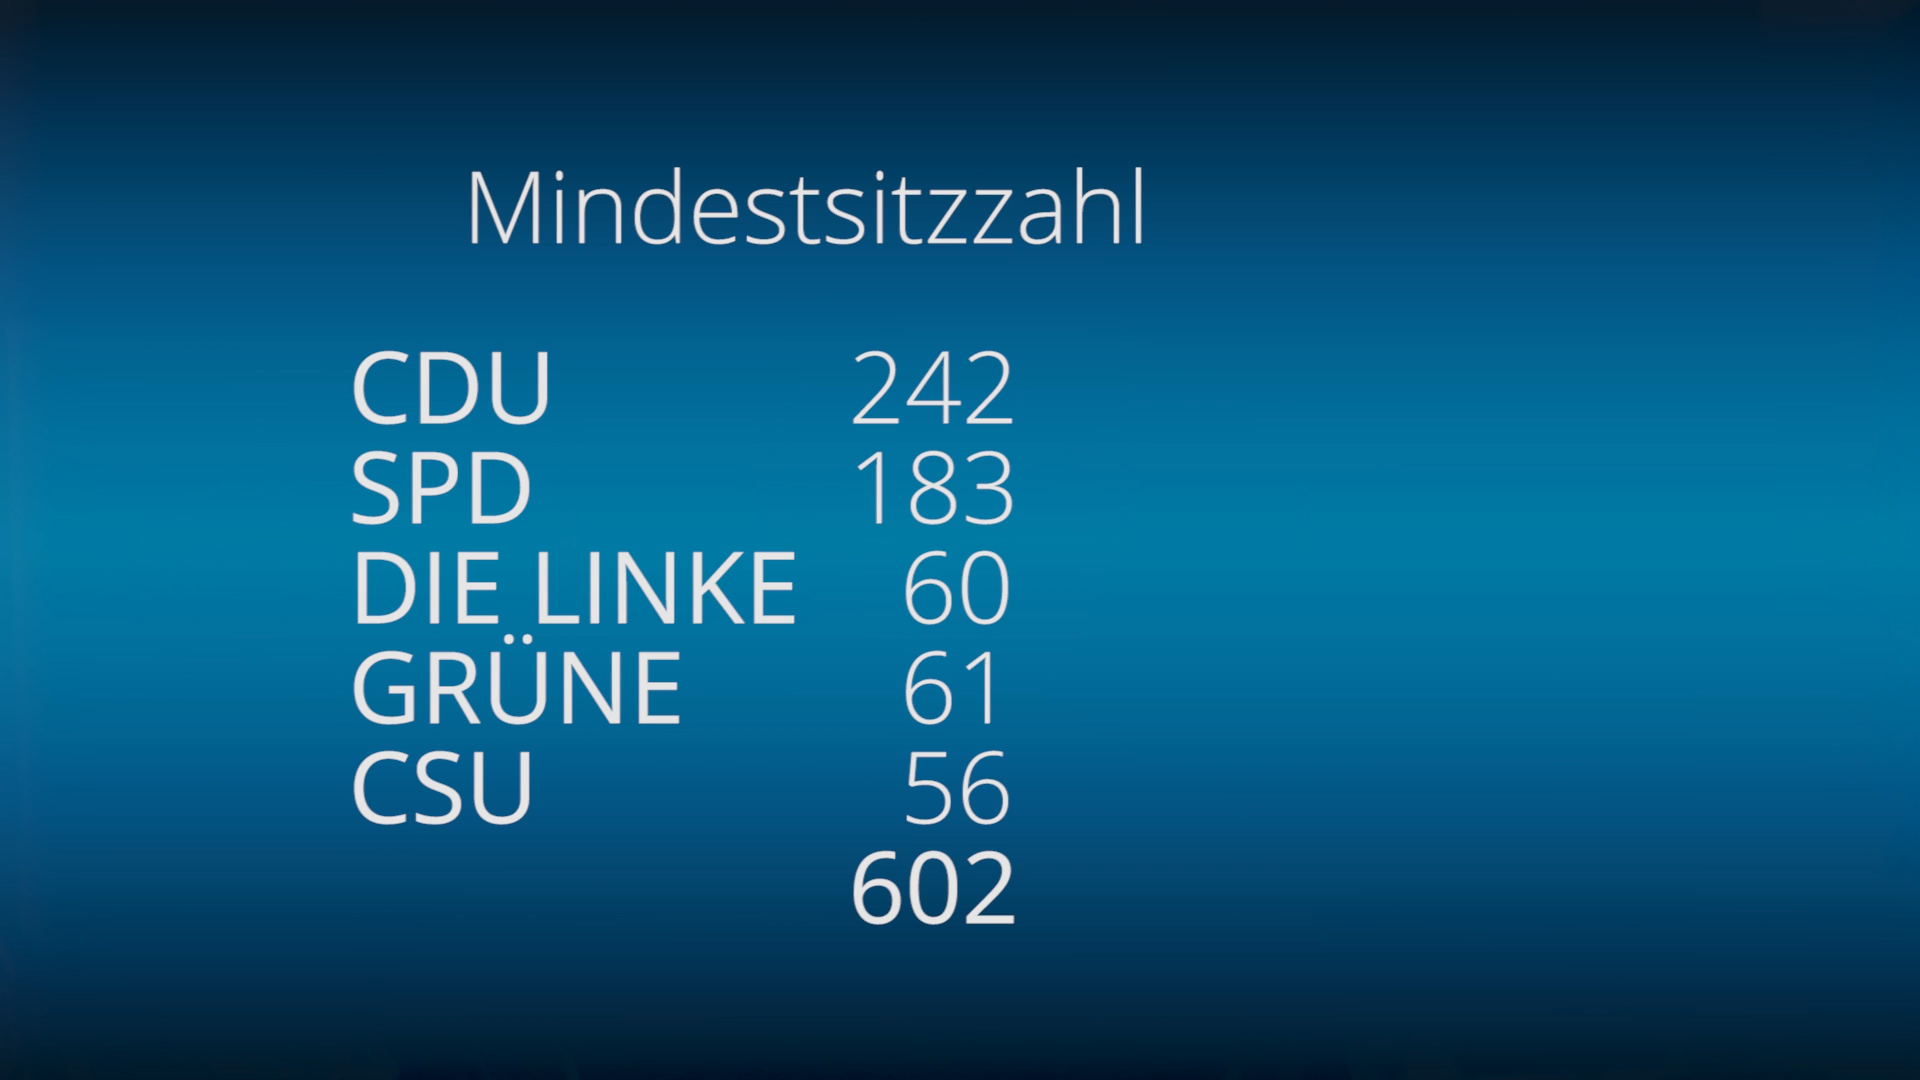 Mindestsitzzahl
CDU 242
SPD 183
DIE LINKE 60
GRÜNE 61
CSU 56
602